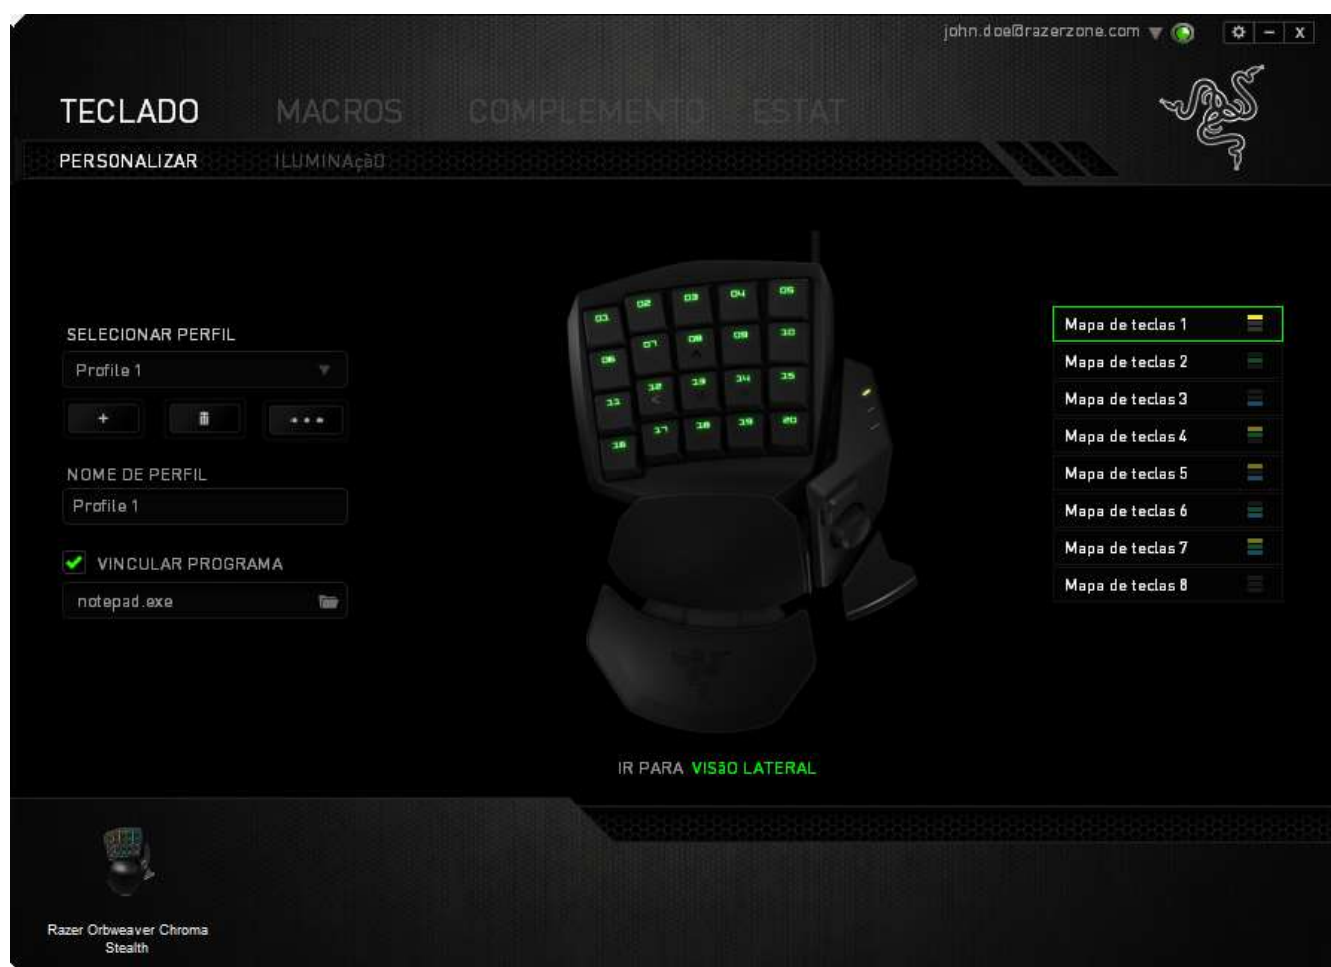 john.doe@razerzone.com
X
TECLADO MACROS COMPLEMENTO ESTAT
PERSONALIZAR ILUMINAçãO
SELECIONAR PERFIL
Profile 1
+
NOME DE PERFIL
Profile 1
VINCULAR PROGRAMA
notepad.exe
01 02 03 04 05
06 07 08 09 10
11 12 13 14 15
16 17 18 19 20
Mapa de teclas 1
Mapa de teclas 2
Mapa de teclas 3
Mapa de teclas 4
Mapa de teclas 5
Mapa de teclas 6
Mapa de teclas 7
Mapa de teclas 8
IR PARA VISãO LATERAL
Razer Orbweaver Chroma
Stealth